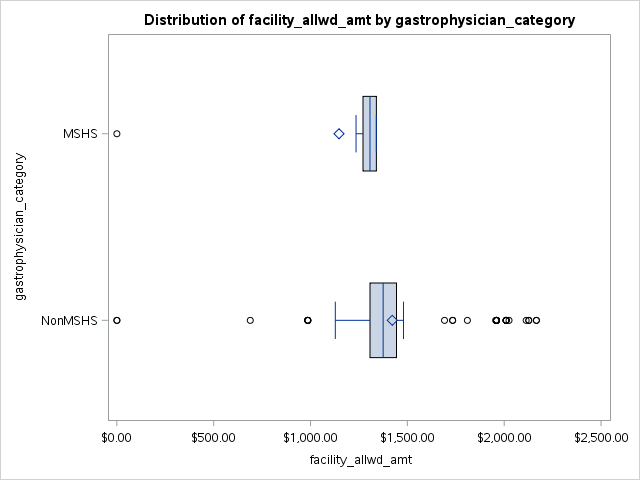 Distribution of facility_allwd_amt by gastrophysician_category
gastrophysician_category
MSHS
NonMSHS
$0.00 $500.00 $1,000.00 $1,500.00 $2,000.00 $2,500.00
facility_allwd_amt